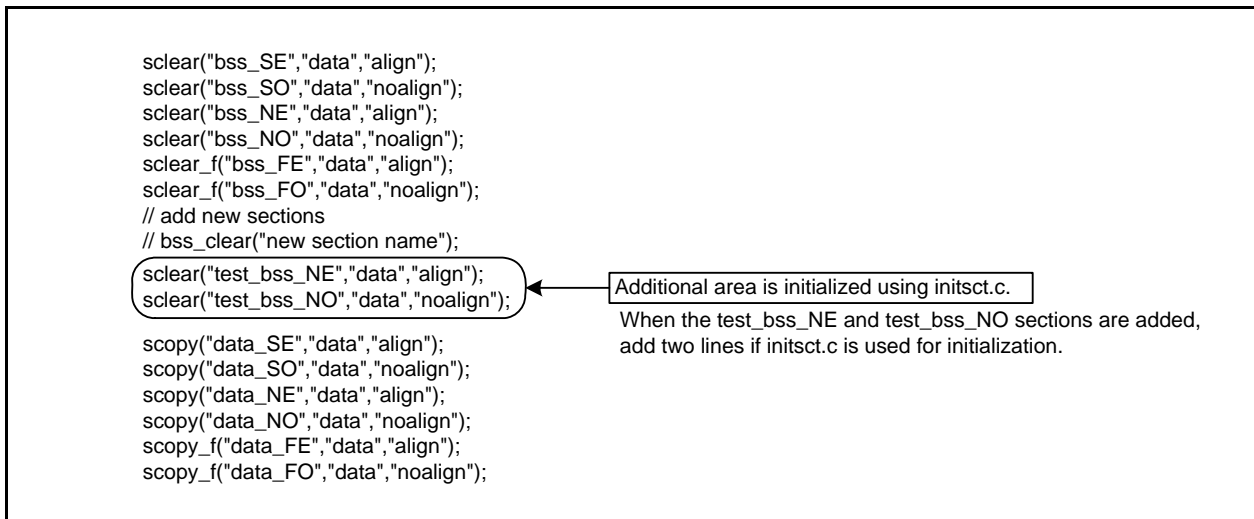 sclear("bss_SE","data","align");
sclear("bss_SO","data","noalign");
sclear("bss_NE","data","align");
sclear("bss_NO","data","noalign");
sclear_f("bss_FE","data","align");
sclear_f("bss_FO","data","noalign");
// add new sections
// bss_clear("new section name");
sclear("test_bss_NE","data","align");
sclear("test_bss_NO","data","noalign");
Additional area is initialized using initsct.c.
When the test_bss_NE and test_bss_NO sections are added,
add two lines if initsct.c is used for initialization.
scopy("data_SE","data","align");
scopy("data_SO","data","noalign");
scopy("data_NE","data","align");
scopy("data_NO","data","noalign");
scopy_f("data_FE","data","align");
scopy_f("data_FO","data","noalign");